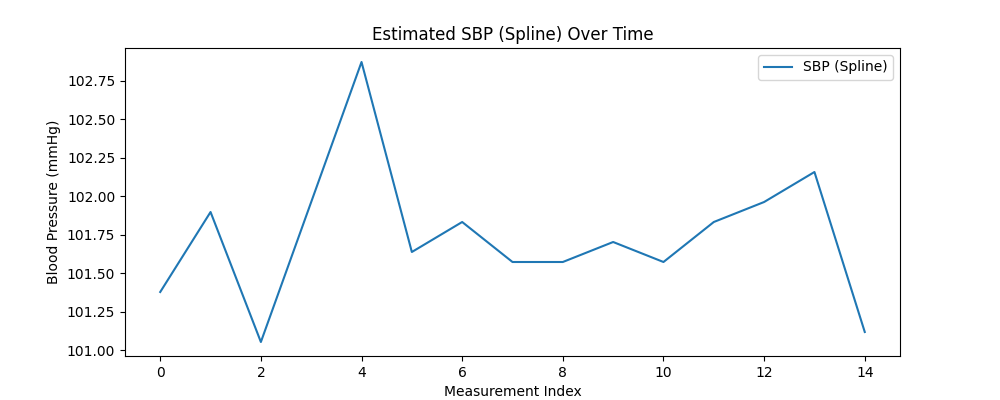 Estimated SBP (Spline) Over Time
SBP (Spline)
Blood Pressure (mmHg)
102.75
102.50
102.25
102.00
101.75
101.50
101.25
101.00
0 2 4 6 8 10 12 14
Measurement Index